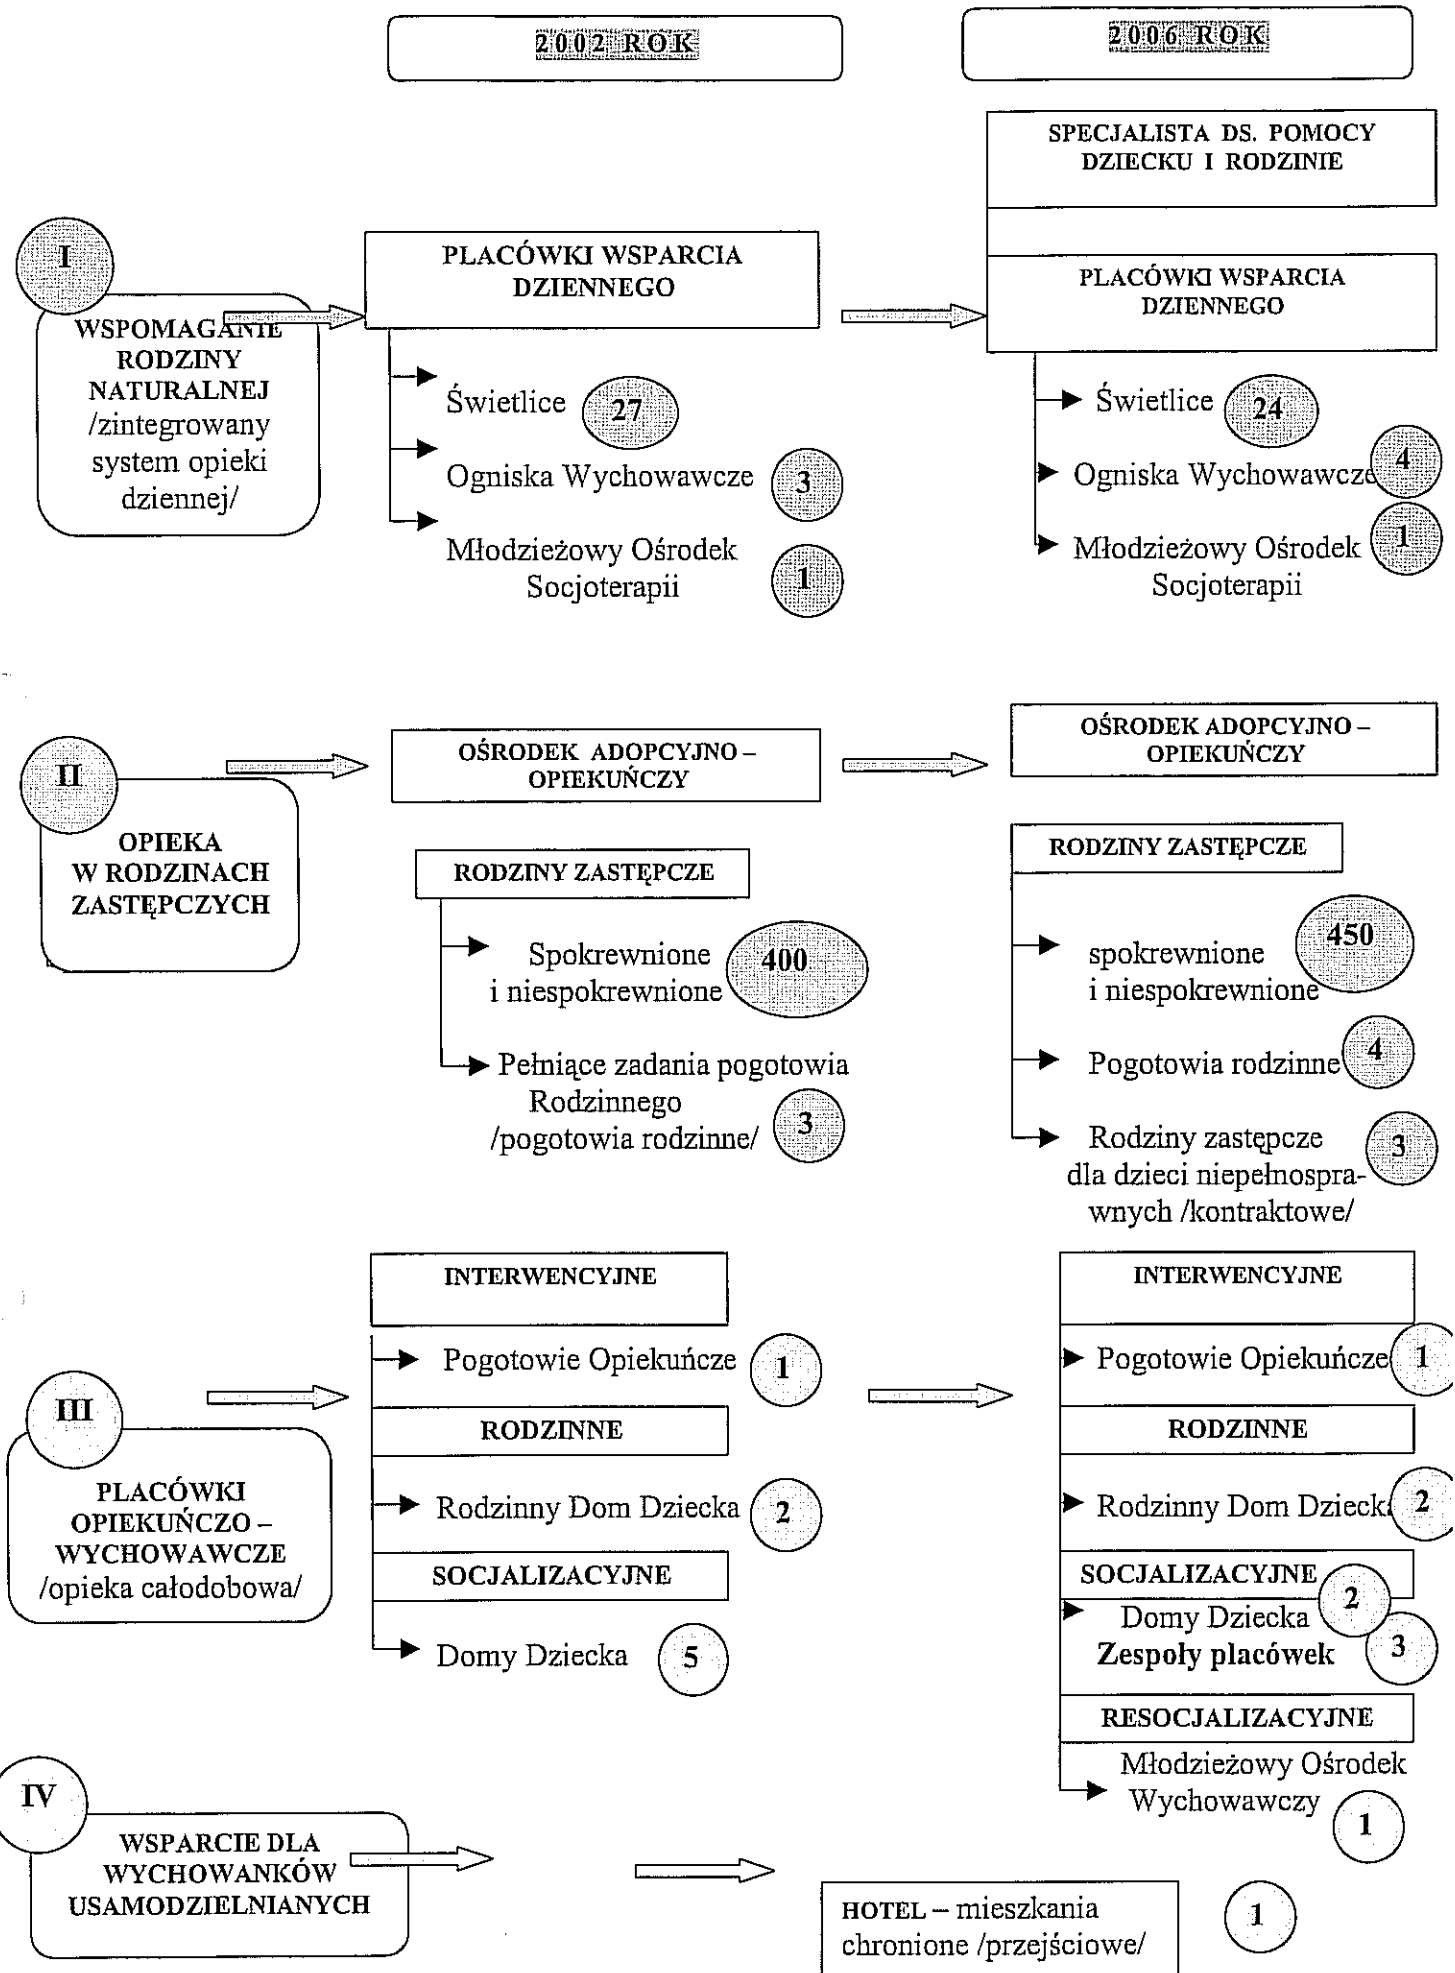 2002 ROK
2006 ROK
SPECJALISTA DS. POMOCY
DZIECKU I RODZINIE
I
WSPOMAGANIE
RODZINY
NATURALNEJ
/zintegrowany
system opieki
dziennej/
PLACÓWKI WSPARCIA
DZIENNEGO
Świetlice 27
Ogniska Wychowawcze 3
Młodzieżowy Ośrodek
Socjoterapii 1
PLACÓWKI WSPARCIA
DZIENNEGO
Świetlice 24
Ogniska Wychowawcze 4
Młodzieżowy Ośrodek 1
Socjoterapii
II
OPIEKA
W RODZINACH
ZASTĘPCZYCH
OŚRODEK ADOPCYJNO –
OPIEKUŃCZY
RODZINY ZASTĘPCZE
Spokrewnione
i niespokrewnione 400
Pełniące zadania pogotowia
Rodzinnego
/pogotowia rodzinne/ 3
OŚRODEK ADOPCYJNO –
OPIEKUŃCZY
RODZINY ZASTĘPCZE
spokrewnione 450
i niespokrewnione
Pogotowia rodzinne 4
Rodziny zastępcze 3
dla dzieci niepełnospra-
wnych /kontraktowe/
III
PLACÓWKI
OPIEKUŃCZO –
WYCHOWAWCZE
/opieka całodobowa/
INTERWENCYJNE
Pogotowie Opiekuńcze 1
RODZINNE
Rodzinny Dom Dziecka 2
SOCJALIZACYJNE
Domy Dziecka 5
INTERWENCYJNE
Pogotowie Opiekuńcze 1
RODZINNE
Rodzinny Dom Dziecka 2
SOCJALIZACYJNE
Domy Dziecka 2
Zespoły placówek 3
RESOCJALIZACYJNE
Młodzieżowy Ośrodek
Wychowawczy 1
IV
WSPARCIE DLA
WYCHOWANKÓW
USAMODZIELNIANYCH
HOTEL – mieszkania
chronione /przejściowe/ 1